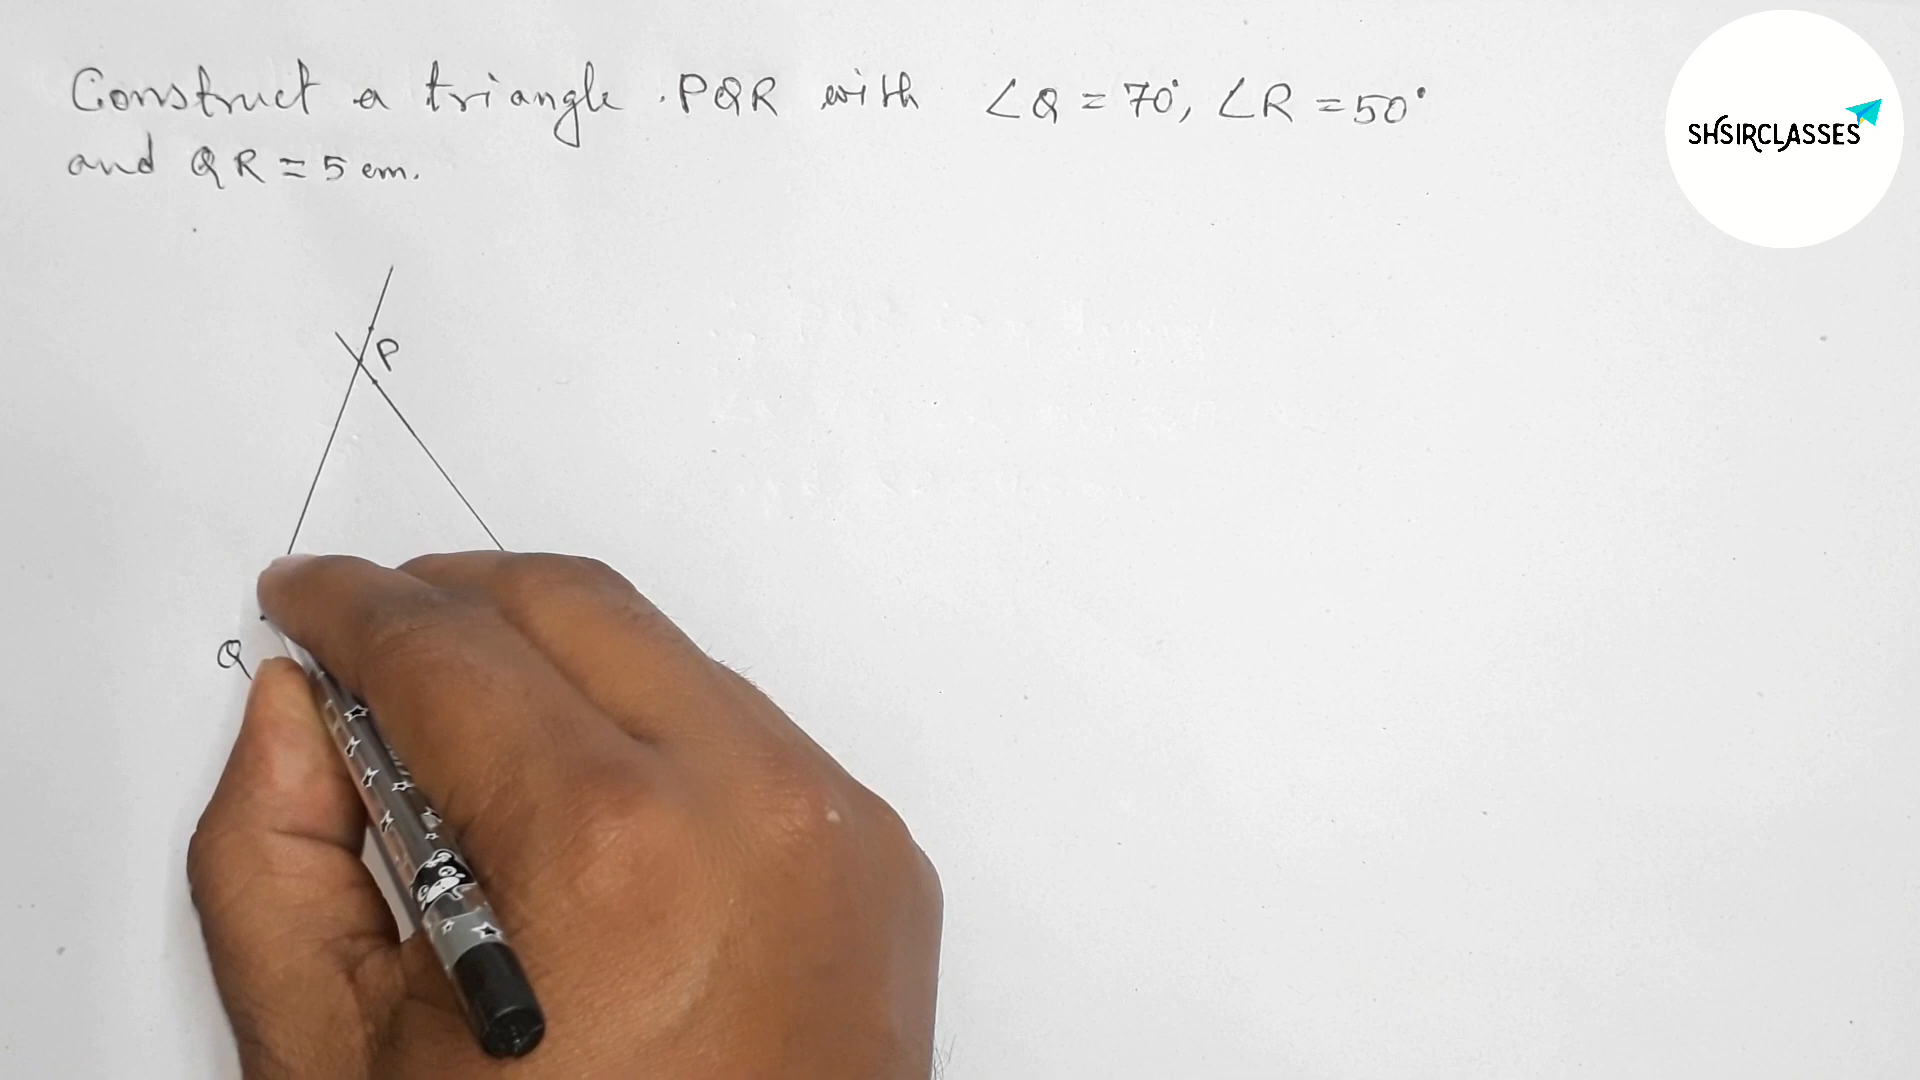 Construct a triangle PQR with ∠Q = 70°, ∠R = 50°
and QR = 5 cm.
SHSIRCLASSES
P
Q